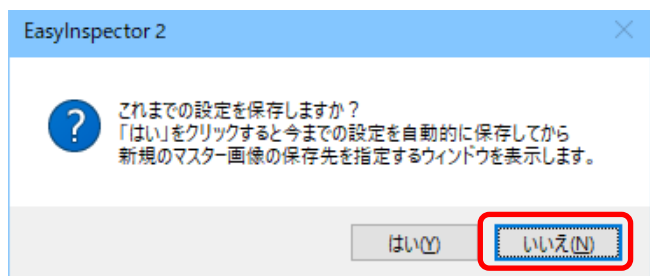 EasyInspector 2
これまでの設定を保存しますか？
「はい」をクリックすると今までの設定を自動的に保存してから
新規のマスター画像の保存先を指定するウィンドウを表示します。
はい(Y) いいえ(N)